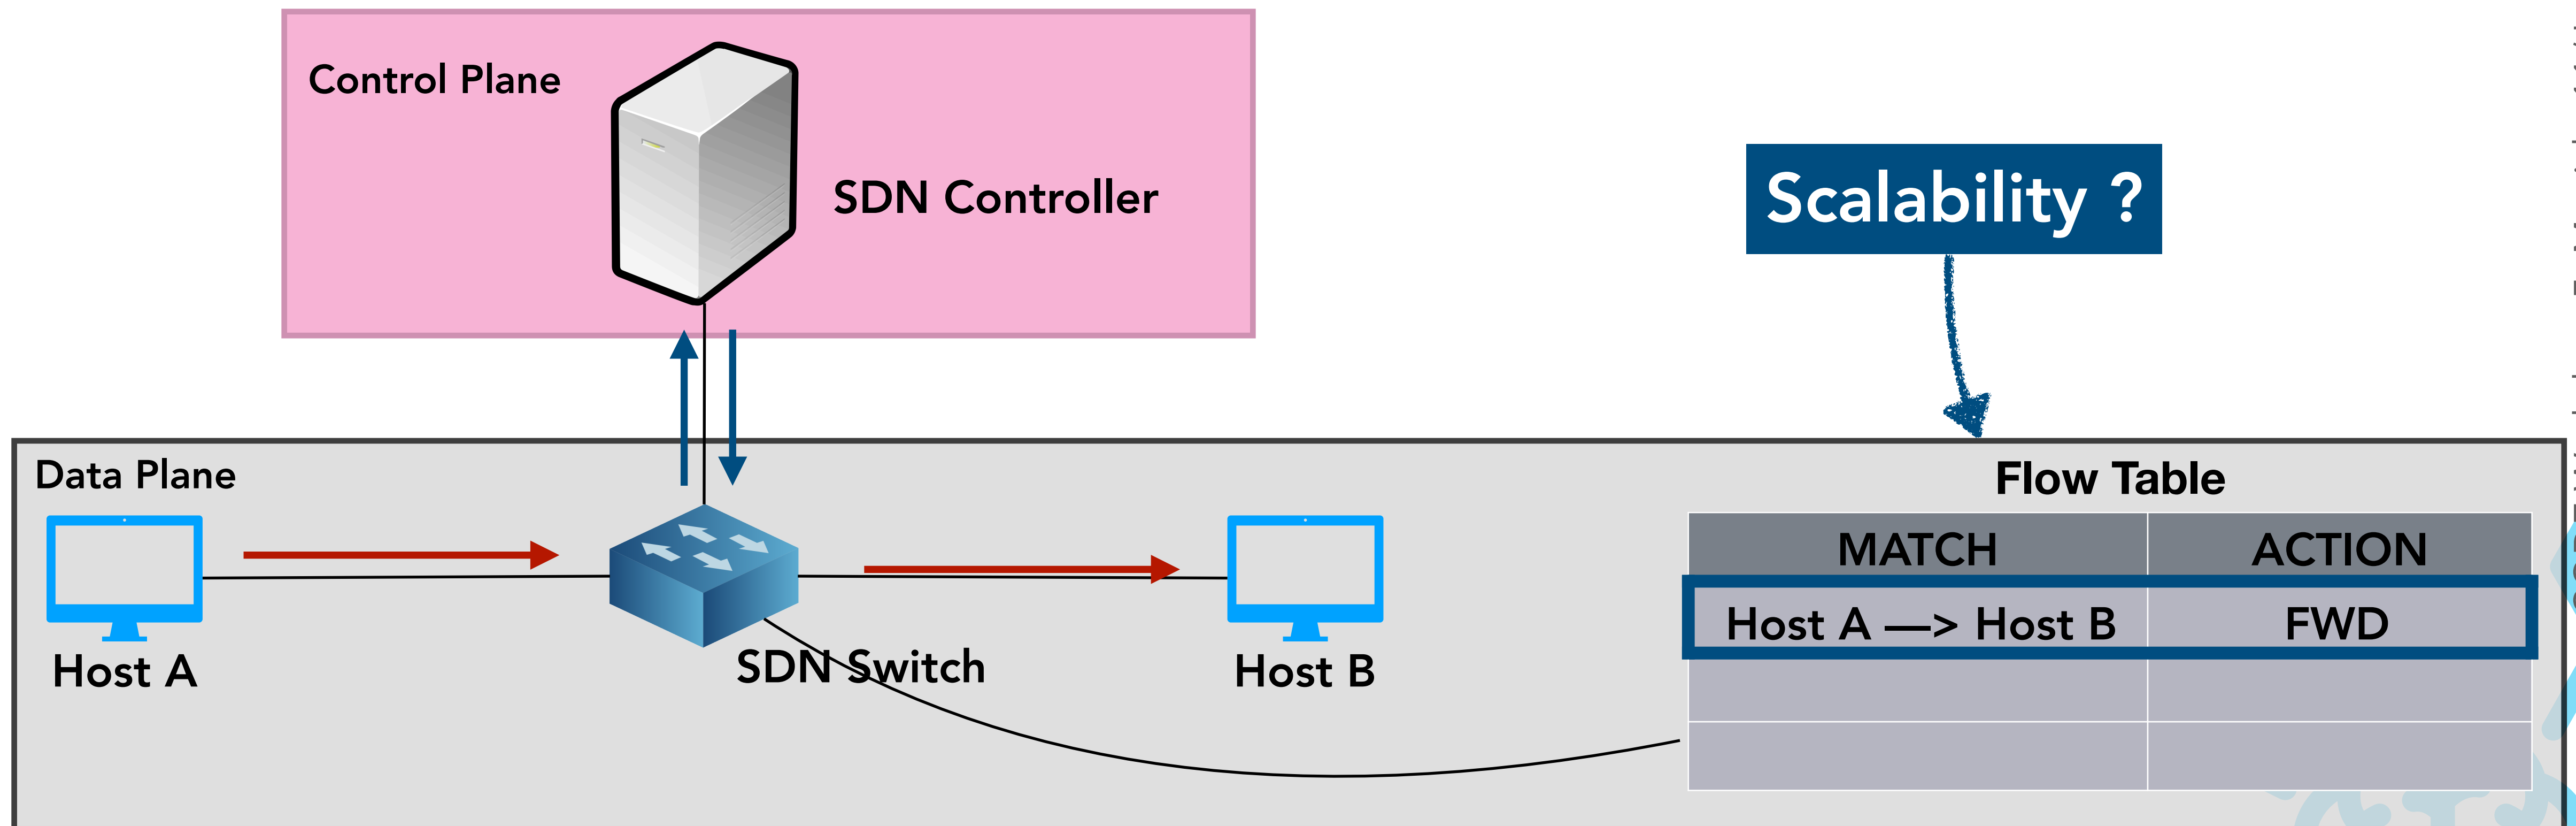 Control Plane
SDN Controller
Scalability ?
Data Plane
Flow Table
MATCH ACTION
Host A —> Host B FWD
Host A
SDN Switch
Host B